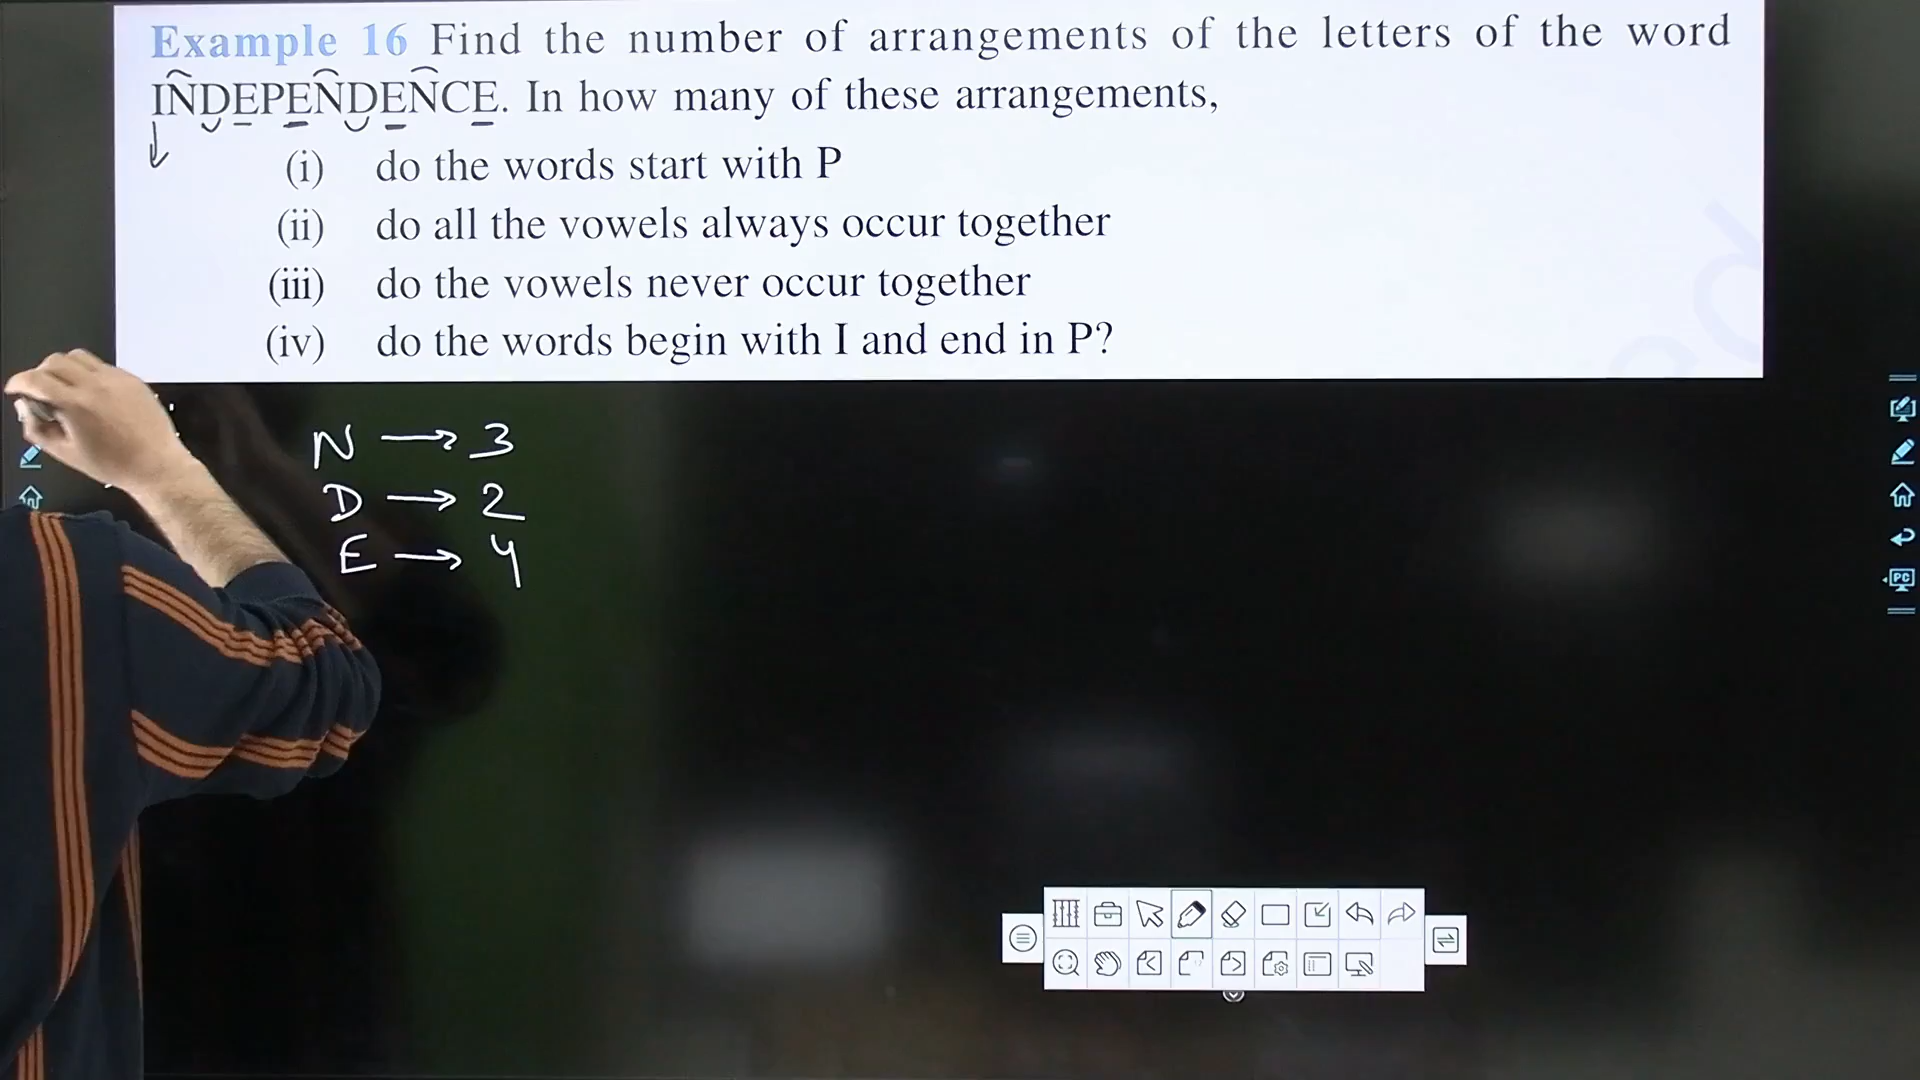 Example 16 Find the number of arrangements of the letters of the word
INDEPENDENCE. In how many of these arrangements,
(i) do the words start with P
(ii) do all the vowels always occur together
(iii) do the vowels never occur together
(iv) do the words begin with I and end in P?
N → 3
D → 2
E → 4
PC